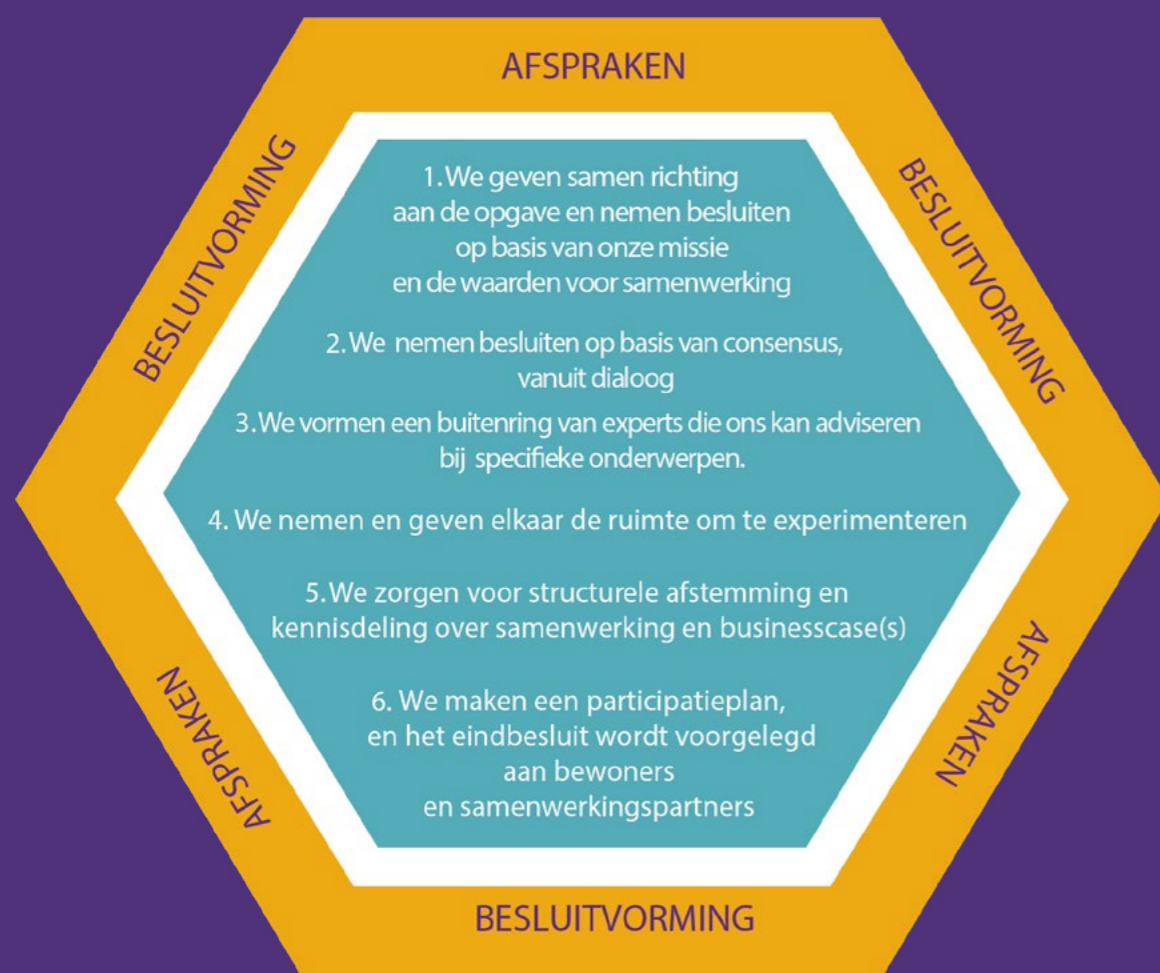 AFSPRAKEN
BESLUITVORMING
BESLUITVORMING
1. We geven samen richting
aan de opgave en nemen besluiten
op basis van onze missie
en de waarden voor samenwerking
2. We nemen besluiten op basis van consensus,
vanuit dialoog
3. We vormen een buitenring van experts die ons kan adviseren
bij specifieke onderwerpen.
4. We nemen en geven elkaar de ruimte om te experimenteren
5. We zorgen voor structurele afstemming en
kennisdeling over samenwerking en businesscase(s)
6. We maken een participatieplan,
en het eindbesluit wordt voorgelegd
aan bewoners
en samenwerkingspartners
AFSPRAKEN
AFSPRAKEN
BESLUITVORMING